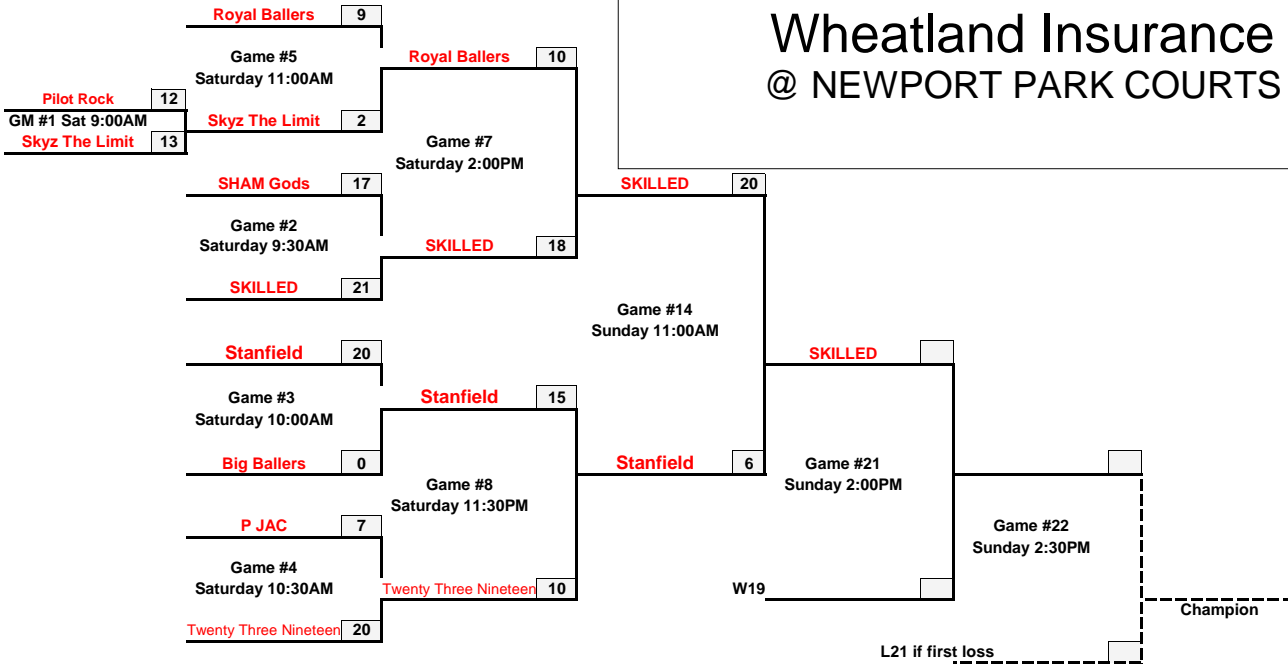 Wheatland Insurance
@ NEWPORT PARK COURTS
Royal Ballers 9
Game #5
Saturday 11:00AM
Royal Ballers 10
Pilot Rock 12
GM #1 Sat 9:00AM
Skyz The Limit 13
Skyz The Limit 2
Game #7
Saturday 2:00PM
SHAM Gods 17
SKILLED 20
Game #2
Saturday 9:30AM
SKILLED 18
SKILLED 21
Game #14
Sunday 11:00AM
Stanfield 20
SKILLED
Game #3
Saturday 10:00AM
Stanfield 15
Big Ballers 0
Stanfield 6
Game #21
Sunday 2:00PM
Game #8
Saturday 11:30PM
P JAC 7
Game #22
Sunday 2:30PM
Game #4
Saturday 10:30AM
Twenty Three Nineteen 10
W19
Champion
Twenty Three Nineteen 20
L21 if first loss